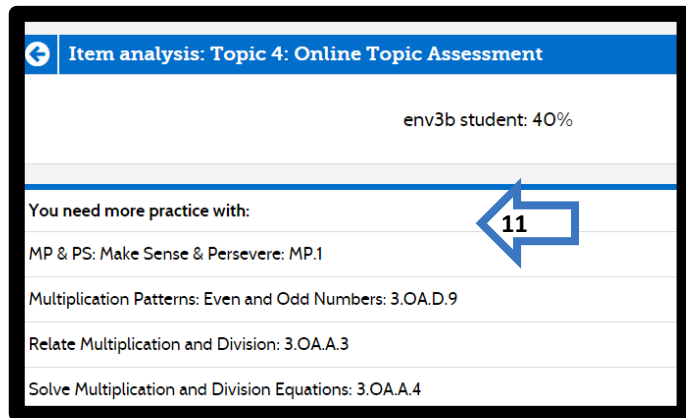 Item analysis: Topic 4: Online Topic Assessment
env3b student: 40%
You need more practice with:
11
MP & PS: Make Sense & Persevere: MP.1
Multiplication Patterns: Even and Odd Numbers: 3.OA.D.9
Relate Multiplication and Division: 3.OA.A.3
Solve Multiplication and Division Equations: 3.OA.A.4